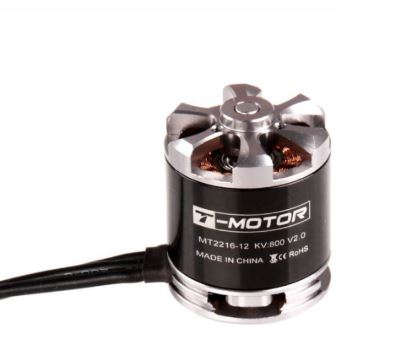 T-MOTOR
MT2216-12 KV:800 V2.0
MADE IN CHINA CE RoHS